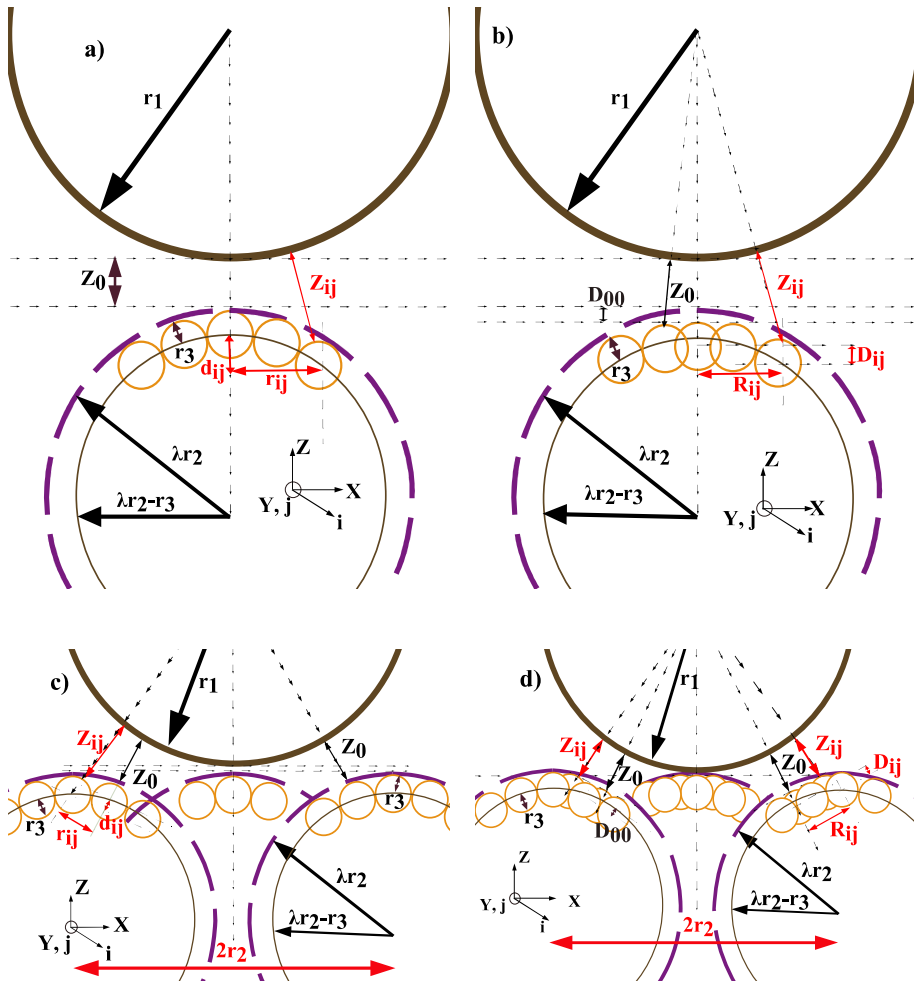 a)
r1
Z0
Zij
r3
dij
rij
λr2
λr2-r3
Z
X
Y, j
i
b)
r1
D00
Z0
Zij
r3
Dij
Rij
λr2
λr2-r3
Z
X
Y, j
i
c)
r1
Zij
Z0
Z0
r3
rij
dij
r3
λr2
λr2-r3
Z
X
Y, j
i
2r2
d)
r1
Zij
Z0
Z0
Zij
Dij
r3
D00
Rij
λr2
λr2-r3
Z
X
Y, j
i
2r2